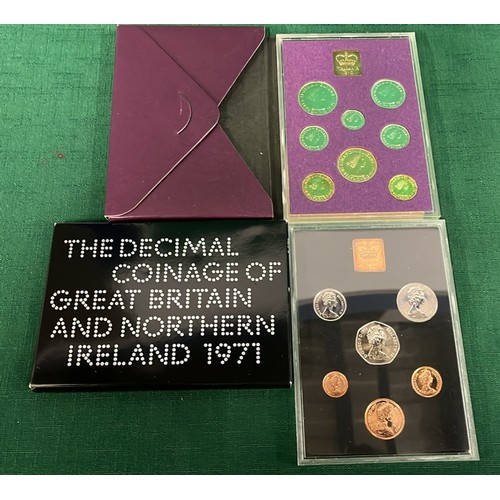 THE DECIMAL
COINAGE OF
GREAT BRITAIN
AND NORTHERN
IRELAND 1971